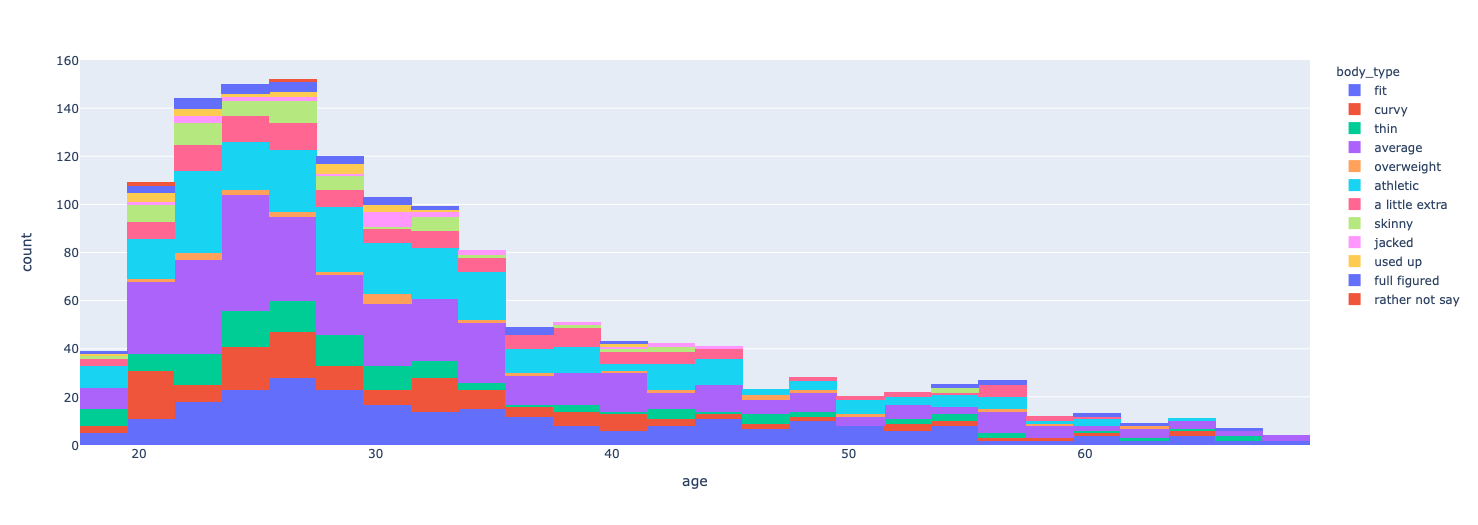 160
140
120
100
80
60
40
20
0
count
20 30 40 50 60
age
body_type
fit
curvy
thin
average
overweight
athletic
a little extra
skinny
jacked
used up
full figured
rather not say